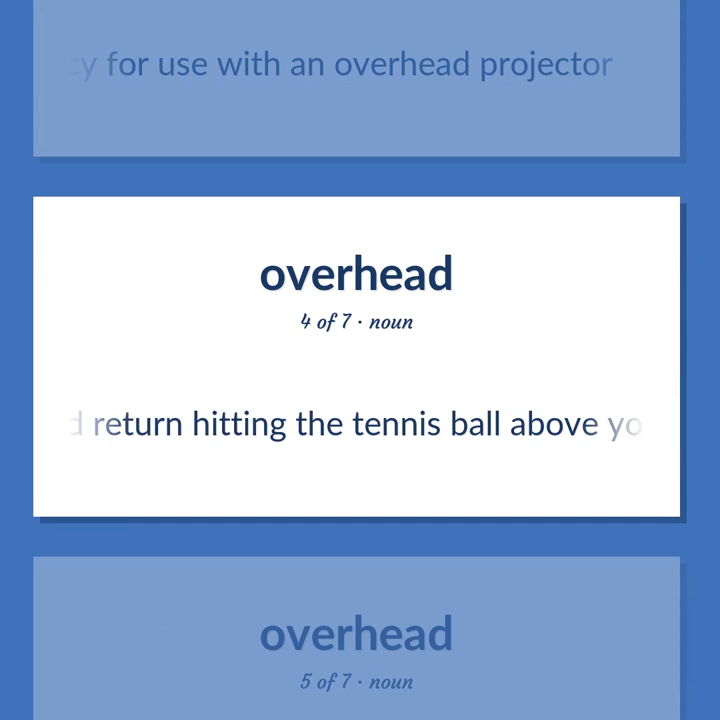 for use with an overhead projector
overhead
4 of 7 · noun
return hitting the tennis ball above
overhead
5 of 7 · noun